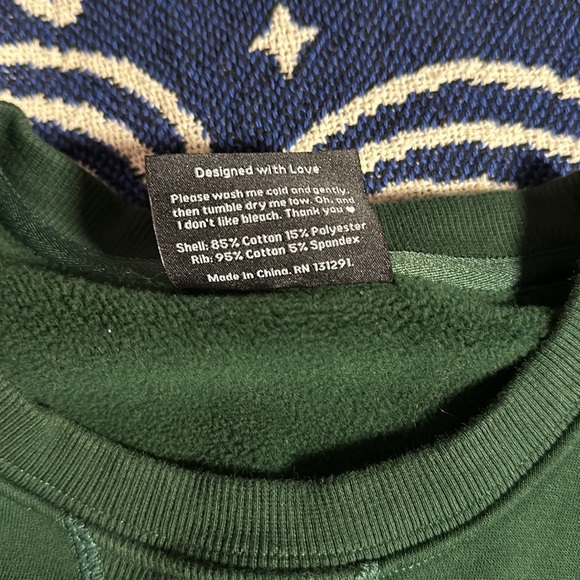 Designed with Love
Please wash me cold and gently,
then tumble dry me low. Oh, and
I don't like bleach. Thank you ❤
Shell: 85% Cotton 15% Polyester
Rib: 95% Cotton 5% Spandex
Made in China. RN 131291.